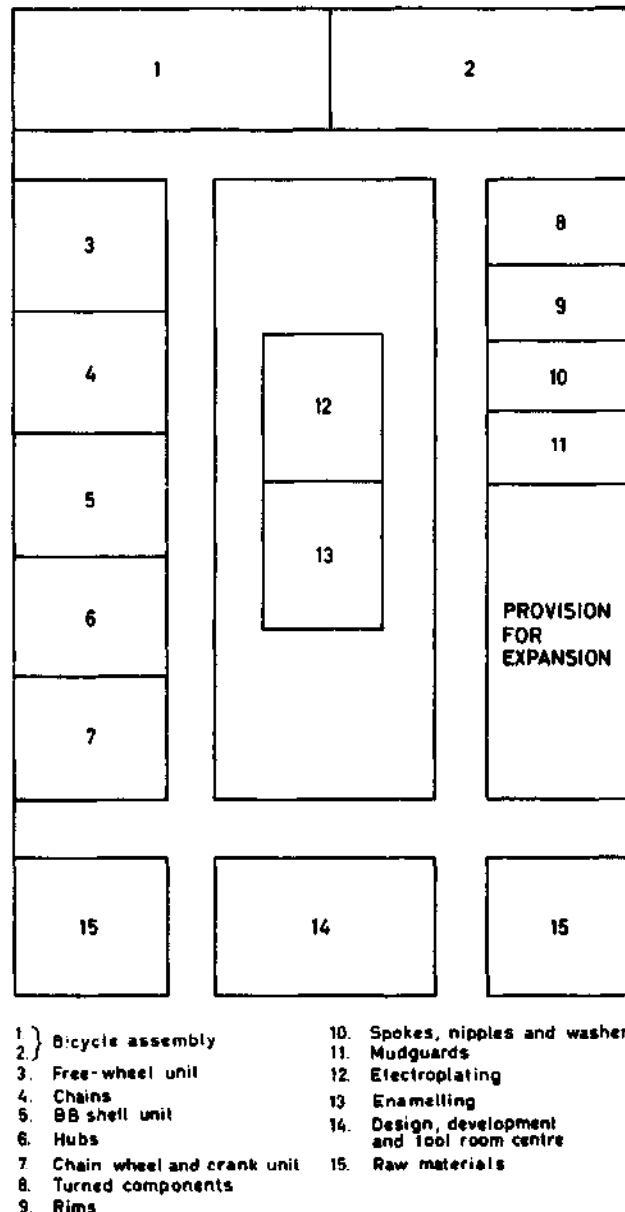 1
2
3
8
9
4
12
10
11
5
13
6
PROVISION
FOR
EXPANSION
7
15
14
15
1. } Bicycle assembly
2.
3. Free-wheel unit
4. Chains
5. BB shell unit
6. Hubs
7. Chain wheel and crank unit
8. Turned components
9. Rims
10. Spokes, nipples and washer
11. Mudguards
12. Electroplating
13 Enamelling
14. Design, development
and tool room centre
15. Raw materials